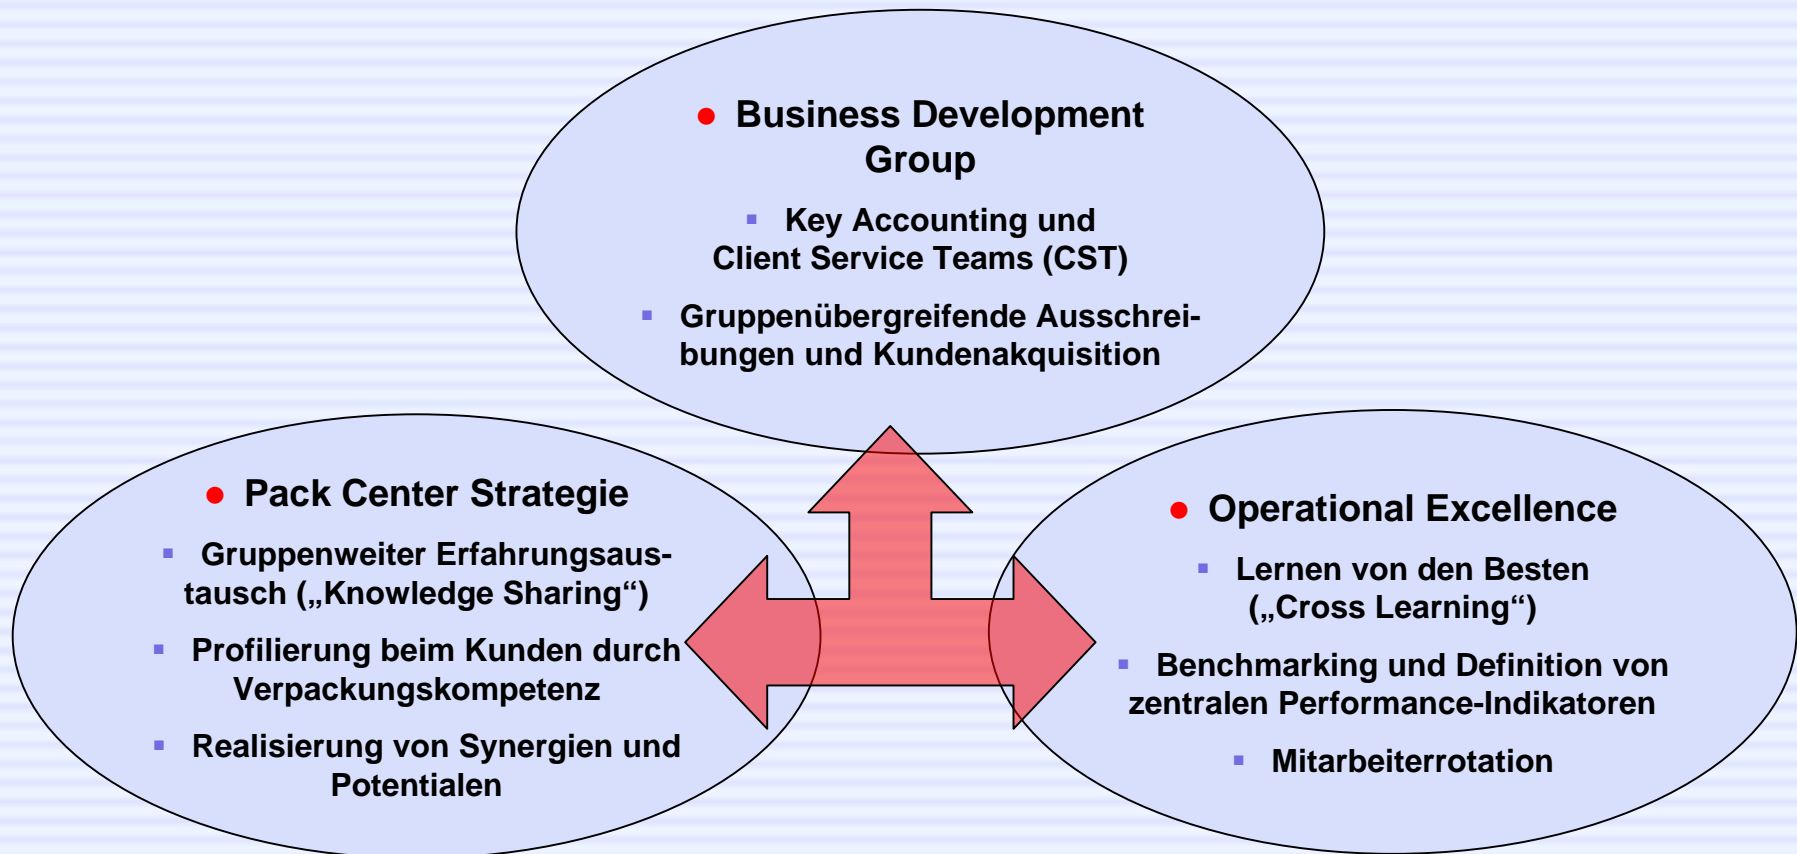 ● Business Development
Group
▪ Key Accounting und
Client Service Teams (CST)
▪ Gruppenübergreifende Ausschrei-
bungen und Kundenakquisition
● Pack Center Strategie
▪ Gruppenweiter Erfahrungsaus-
tausch („Knowledge Sharing“)
▪ Profilierung beim Kunden durch
Verpackungskompetenz
▪ Realisierung von Synergien und
Potentialen
● Operational Excellence
▪ Lernen von den Besten
(„Cross Learning“)
▪ Benchmarking und Definition von
zentralen Performance-Indikatoren
▪ Mitarbeiterrotation